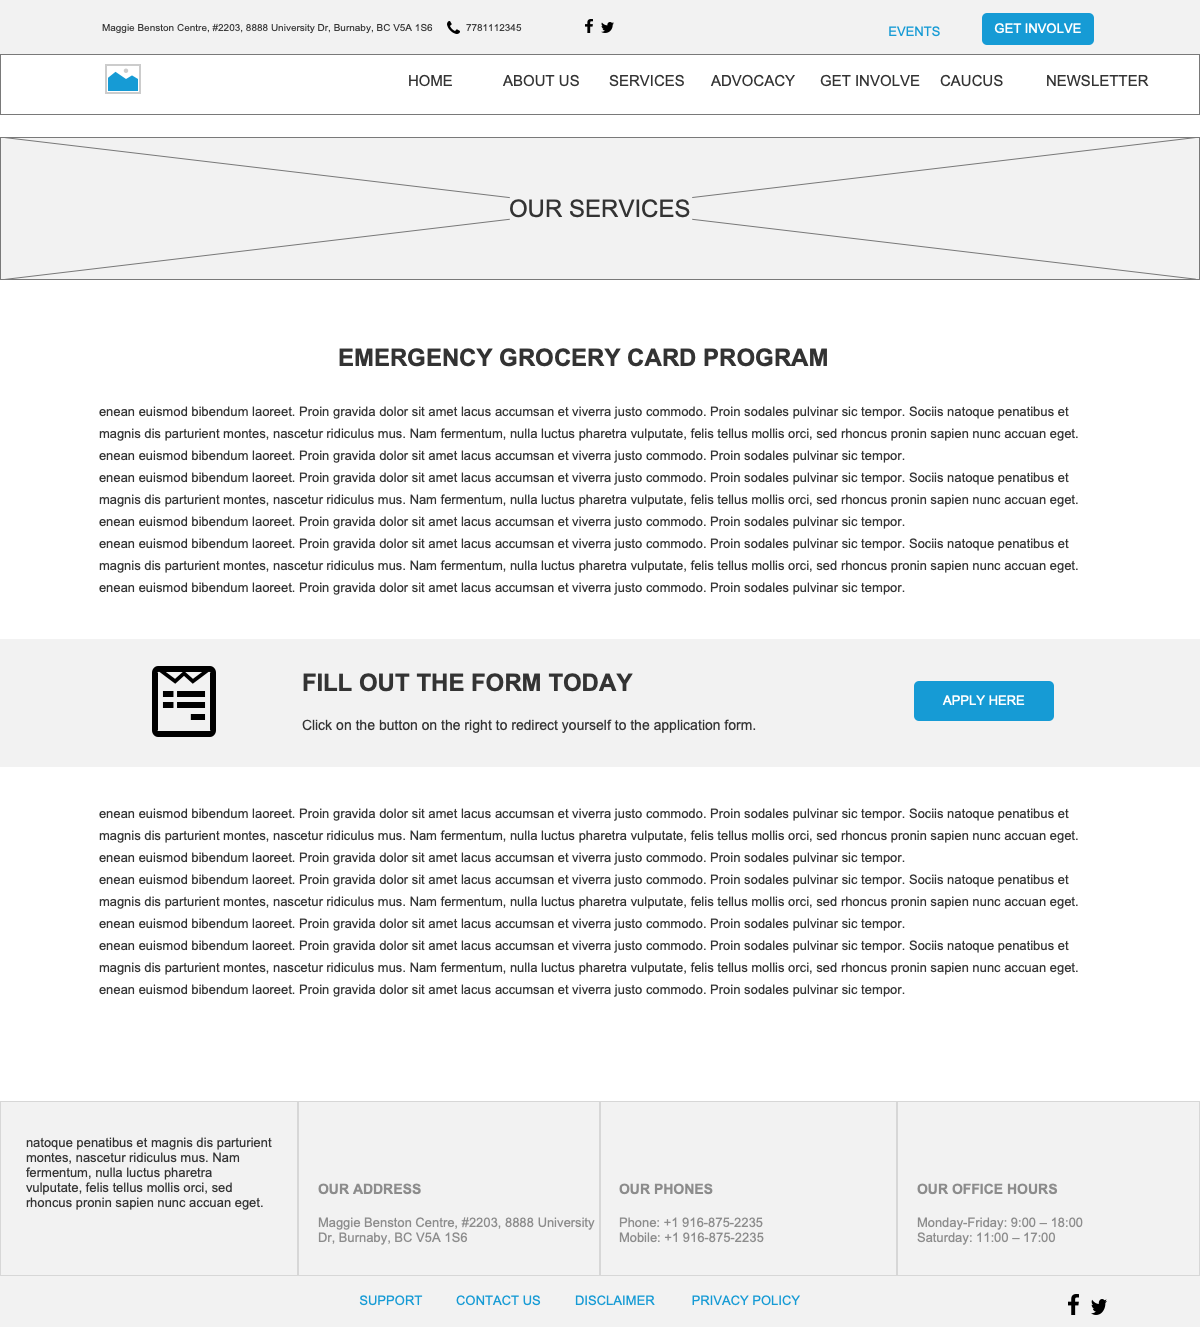 Maggie Benston Centre, #2203, 8888 University Dr, Burnaby, BC V5A 1S6 7781112345
EVENTS
GET INVOLVE
HOME ABOUT US SERVICES ADVOCACY GET INVOLVE CAUCUS NEWSLETTER
OUR SERVICES
EMERGENCY GROCERY CARD PROGRAM
enean euismod bibendum laoreet. Proin gravida dolor sit amet lacus accumsan et viverra justo commodo. Proin sodales pulvinar sic tempor. Sociis natoque penatibus et
magnis dis parturient montes, nascetur ridiculus mus. Nam fermentum, nulla luctus pharetra vulputate, felis tellus mollis orci, sed rhoncus pronin sapien nunc accuan eget.
enean euismod bibendum laoreet. Proin gravida dolor sit amet lacus accumsan et viverra justo commodo. Proin sodales pulvinar sic tempor.
enean euismod bibendum laoreet. Proin gravida dolor sit amet lacus accumsan et viverra justo commodo. Proin sodales pulvinar sic tempor. Sociis natoque penatibus et
magnis dis parturient montes, nascetur ridiculus mus. Nam fermentum, nulla luctus pharetra vulputate, felis tellus mollis orci, sed rhoncus pronin sapien nunc accuan eget.
enean euismod bibendum laoreet. Proin gravida dolor sit amet lacus accumsan et viverra justo commodo. Proin sodales pulvinar sic tempor.
enean euismod bibendum laoreet. Proin gravida dolor sit amet lacus accumsan et viverra justo commodo. Proin sodales pulvinar sic tempor. Sociis natoque penatibus et
magnis dis parturient montes, nascetur ridiculus mus. Nam fermentum, nulla luctus pharetra vulputate, felis tellus mollis orci, sed rhoncus pronin sapien nunc accuan eget.
enean euismod bibendum laoreet. Proin gravida dolor sit amet lacus accumsan et viverra justo commodo. Proin sodales pulvinar sic tempor.
FILL OUT THE FORM TODAY
Click on the button on the right to redirect yourself to the application form.
APPLY HERE
enean euismod bibendum laoreet. Proin gravida dolor sit amet lacus accumsan et viverra justo commodo. Proin sodales pulvinar sic tempor. Sociis natoque penatibus et
magnis dis parturient montes, nascetur ridiculus mus. Nam fermentum, nulla luctus pharetra vulputate, felis tellus mollis orci, sed rhoncus pronin sapien nunc accuan eget.
enean euismod bibendum laoreet. Proin gravida dolor sit amet lacus accumsan et viverra justo commodo. Proin sodales pulvinar sic tempor.
enean euismod bibendum laoreet. Proin gravida dolor sit amet lacus accumsan et viverra justo commodo. Proin sodales pulvinar sic tempor. Sociis natoque penatibus et
magnis dis parturient montes, nascetur ridiculus mus. Nam fermentum, nulla luctus pharetra vulputate, felis tellus mollis orci, sed rhoncus pronin sapien nunc accuan eget.
enean euismod bibendum laoreet. Proin gravida dolor sit amet lacus accumsan et viverra justo commodo. Proin sodales pulvinar sic tempor.
enean euismod bibendum laoreet. Proin gravida dolor sit amet lacus accumsan et viverra justo commodo. Proin sodales pulvinar sic tempor. Sociis natoque penatibus et
magnis dis parturient montes, nascetur ridiculus mus. Nam fermentum, nulla luctus pharetra vulputate, felis tellus mollis orci, sed rhoncus pronin sapien nunc accuan eget.
enean euismod bibendum laoreet. Proin gravida dolor sit amet lacus accumsan et viverra justo commodo. Proin sodales pulvinar sic tempor.
natoque penatibus et magnis dis parturient
montes, nascetur ridiculus mus. Nam
fermentum, nulla luctus pharetra
vulputate, felis tellus mollis orci, sed
rhoncus pronin sapien nunc accuan eget.
OUR ADDRESS
Maggie Benston Centre, #2203, 8888 University
Dr, Burnaby, BC V5A 1S6
OUR PHONES
Phone: +1 916-875-2235
Mobile: +1 916-875-2235
OUR OFFICE HOURS
Monday-Friday: 9:00 – 18:00
Saturday: 11:00 – 17:00
SUPPORT CONTACT US DISCLAIMER PRIVACY POLICY